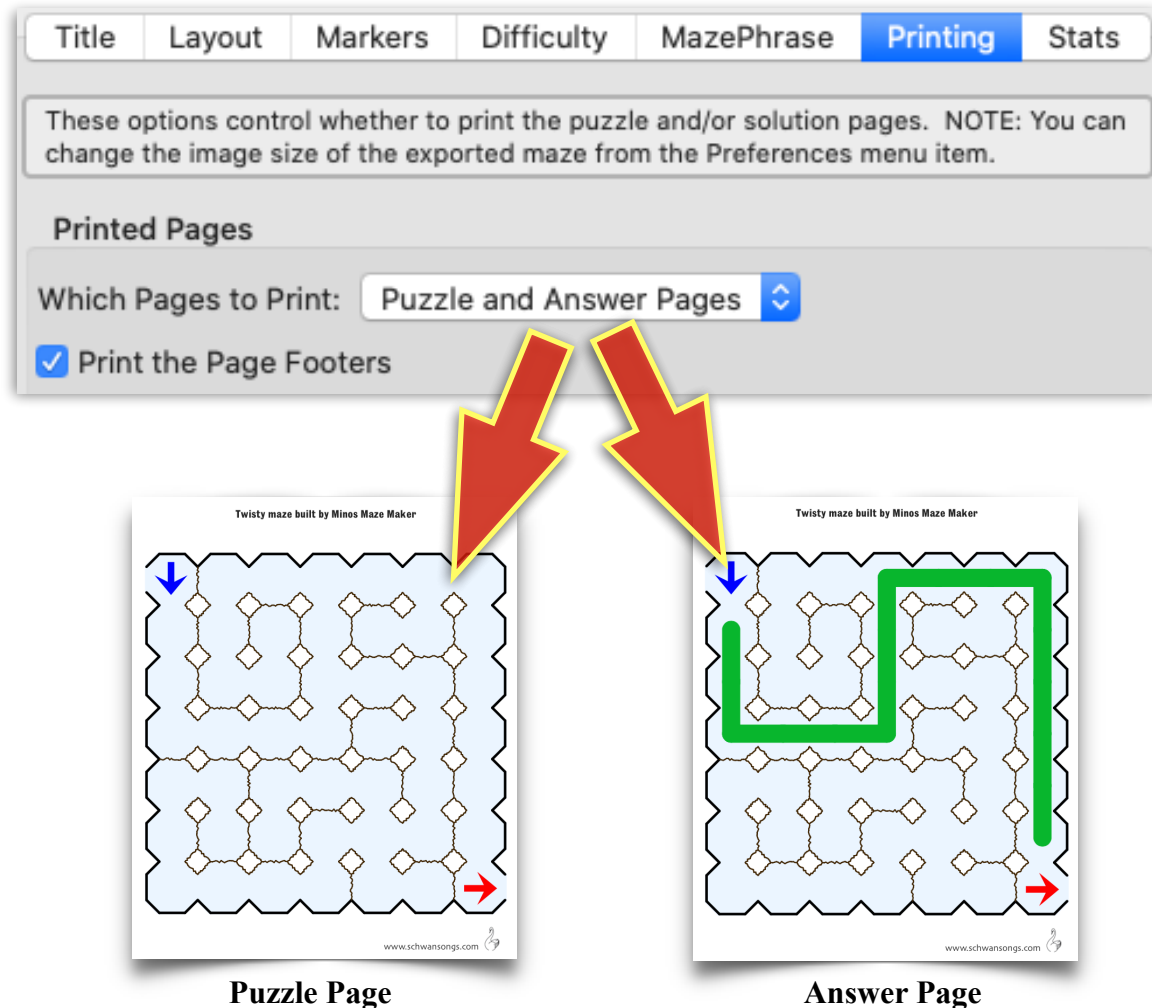 Title Layout Markers Difficulty MazePhrase Printing Stats
These options control whether to print the puzzle and/or solution pages. NOTE: You can
change the image size of the exported maze from the Preferences menu item.
Printed Pages
Which Pages to Print: Puzzle and Answer Pages
Print the Page Footers
Twisty maze built by Minos Maze Maker
Twisty maze built by Minos Maze Maker
www.schwansongs.com
www.schwansongs.com
Puzzle Page
Answer Page